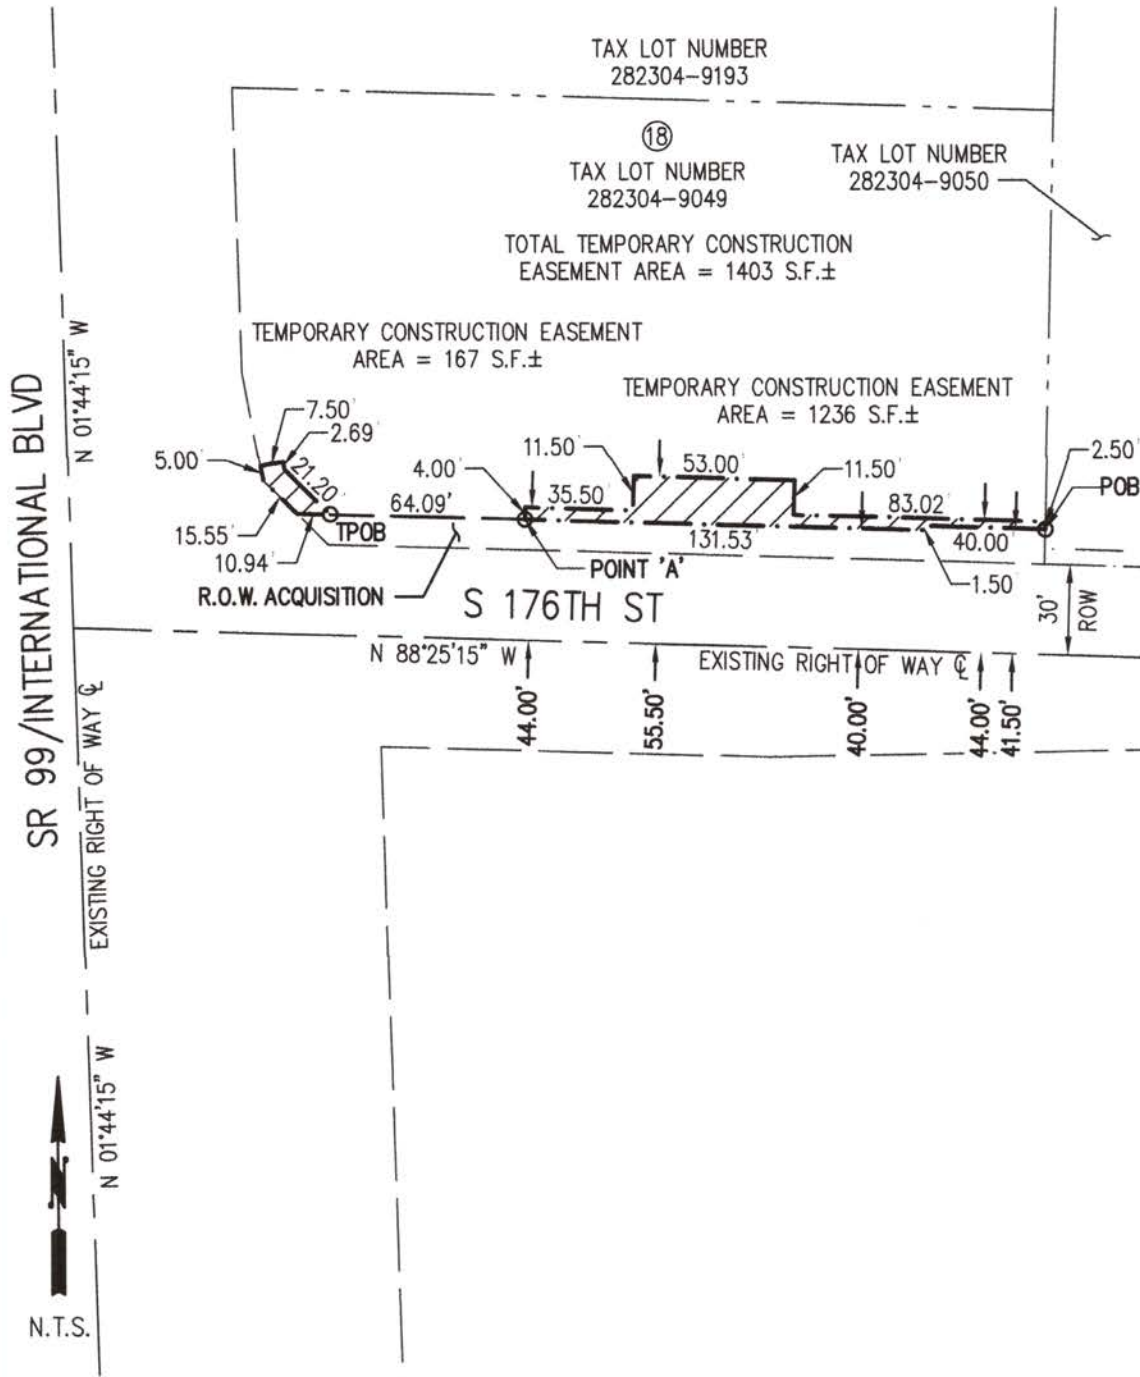 TAX LOT NUMBER
282304-9193
18
TAX LOT NUMBER
282304-9049
TAX LOT NUMBER
282304-9050
TOTAL TEMPORARY CONSTRUCTION
EASEMENT AREA = 1403 S.F.±
TEMPORARY CONSTRUCTION EASEMENT
AREA = 167 S.F.±
TEMPORARY CONSTRUCTION EASEMENT
AREA = 1236 S.F.±
N 01°44'15" W
SR 99/INTERNATIONAL BLVD
7.50'
2.69'
5.00'
21.20'
4.00'
11.50'
53.00'
11.50'
2.50'
POB
64.09'
35.50'
83.02'
15.55'
TPOB
131.53'
40.00'
10.94'
POINT 'A'
1.50'
R.O.W. ACQUISITION
S 176TH ST
30'
ROW
N 88°25'15" W
EXISTING RIGHT OF WAY ℄
44.00'
55.50'
40.00'
44.00'
41.50'
EXISTING RIGHT OF WAY ℄
N 01°44'15" W
N
N.T.S.